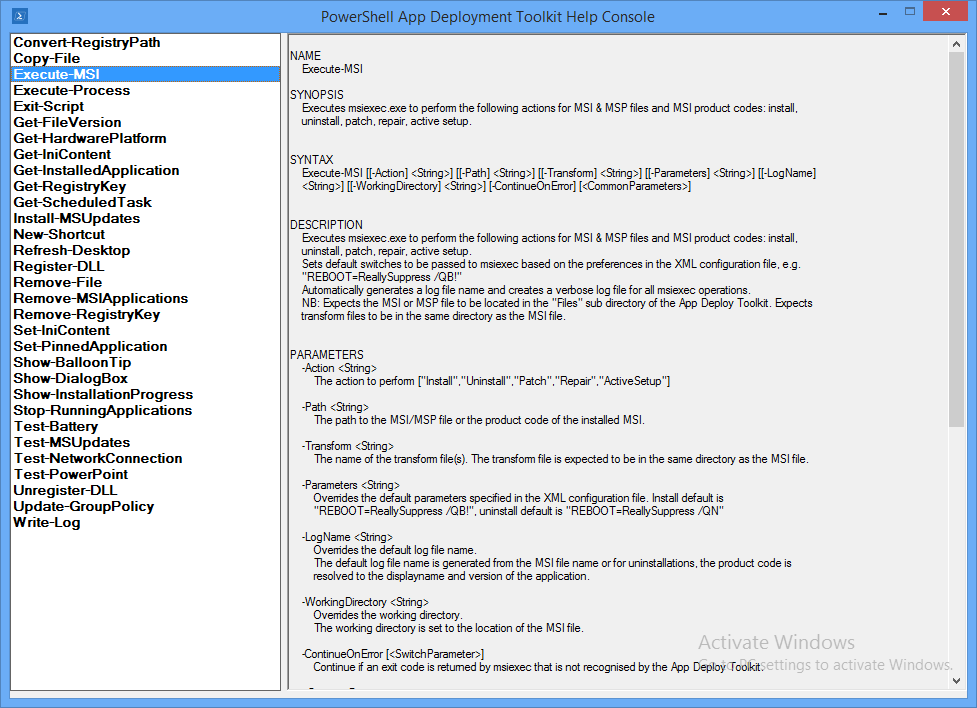 PowerShell App Deployment Toolkit Help Console
Convert-RegistryPath
Copy-File
Execute-MSI
Execute-Process
Exit-Script
Get-FileVersion
Get-HardwarePlatform
Get-IniContent
Get-InstalledApplication
Get-RegistryKey
Get-ScheduledTask
Install-MSUpdates
New-Shortcut
Refresh-Desktop
Register-DLL
Remove-File
Remove-MSIApplications
Remove-RegistryKey
Set-IniContent
Set-PinnedApplication
Show-BalloonTip
Show-DialogBox
Show-InstallationProgress
Stop-RunningApplications
Test-Battery
Test-MSUpdates
Test-NetworkConnection
Test-PowerPoint
Unregister-DLL
Update-GroupPolicy
Write-Log
NAME
Execute-MSI
SYNOPSIS
Executes msiexec.exe to perform the following actions for MSI & MSP files and MSI product codes: install,
uninstall, patch, repair, active setup.
SYNTAX
Execute-MSI [[-Action] <String>] [[-Path] <String>] [[-Transform] <String>] [[-Parameters] <String>] [[-LogName]
<String>] [[-WorkingDirectory] <String>] [-ContinueOnError] [<CommonParameters>]
DESCRIPTION
Executes msiexec.exe to perform the following actions for MSI & MSP files and MSI product codes: install,
uninstall, patch, repair, active setup.
Sets default switches to be passed to msiexec based on the preferences in the XML configuration file, e.g.
"REBOOT=ReallySuppress /QB!"
Automatically generates a log file name and creates a verbose log file for all msiexec operations.
NB: Expects the MSI or MSP file to be located in the "Files" sub directory of the App Deploy Toolkit. Expects
transform files to be in the same directory as the MSI file.
PARAMETERS
-Action <String>
The action to perform ["Install","Uninstall","Patch","Repair","ActiveSetup"]
-Path <String>
The path to the MSI/MSP file or the product code of the installed MSI.
-Transform <String>
The name of the transform file(s). The transform file is expected to be in the same directory as the MSI file.
-Parameters <String>
Overrides the default parameters specified in the XML configuration file. Install default is
"REBOOT=ReallySuppress /QB!", uninstall default is "REBOOT=ReallySuppress /QN"
-LogName <String>
Overrides the default log file name.
The default log file name is generated from the MSI file name or for uninstallations, the product code is
resolved to the displayname and version of the application.
-WorkingDirectory <String>
Overrides the working directory.
The working directory is set to the location of the MSI file.
-ContinueOnError [<SwitchParameter>]
Continue if an exit code is returned by msiexec that is not recognised by the App Deploy Toolkit.
Activate Windows
Go to PC settings to activate Windows.